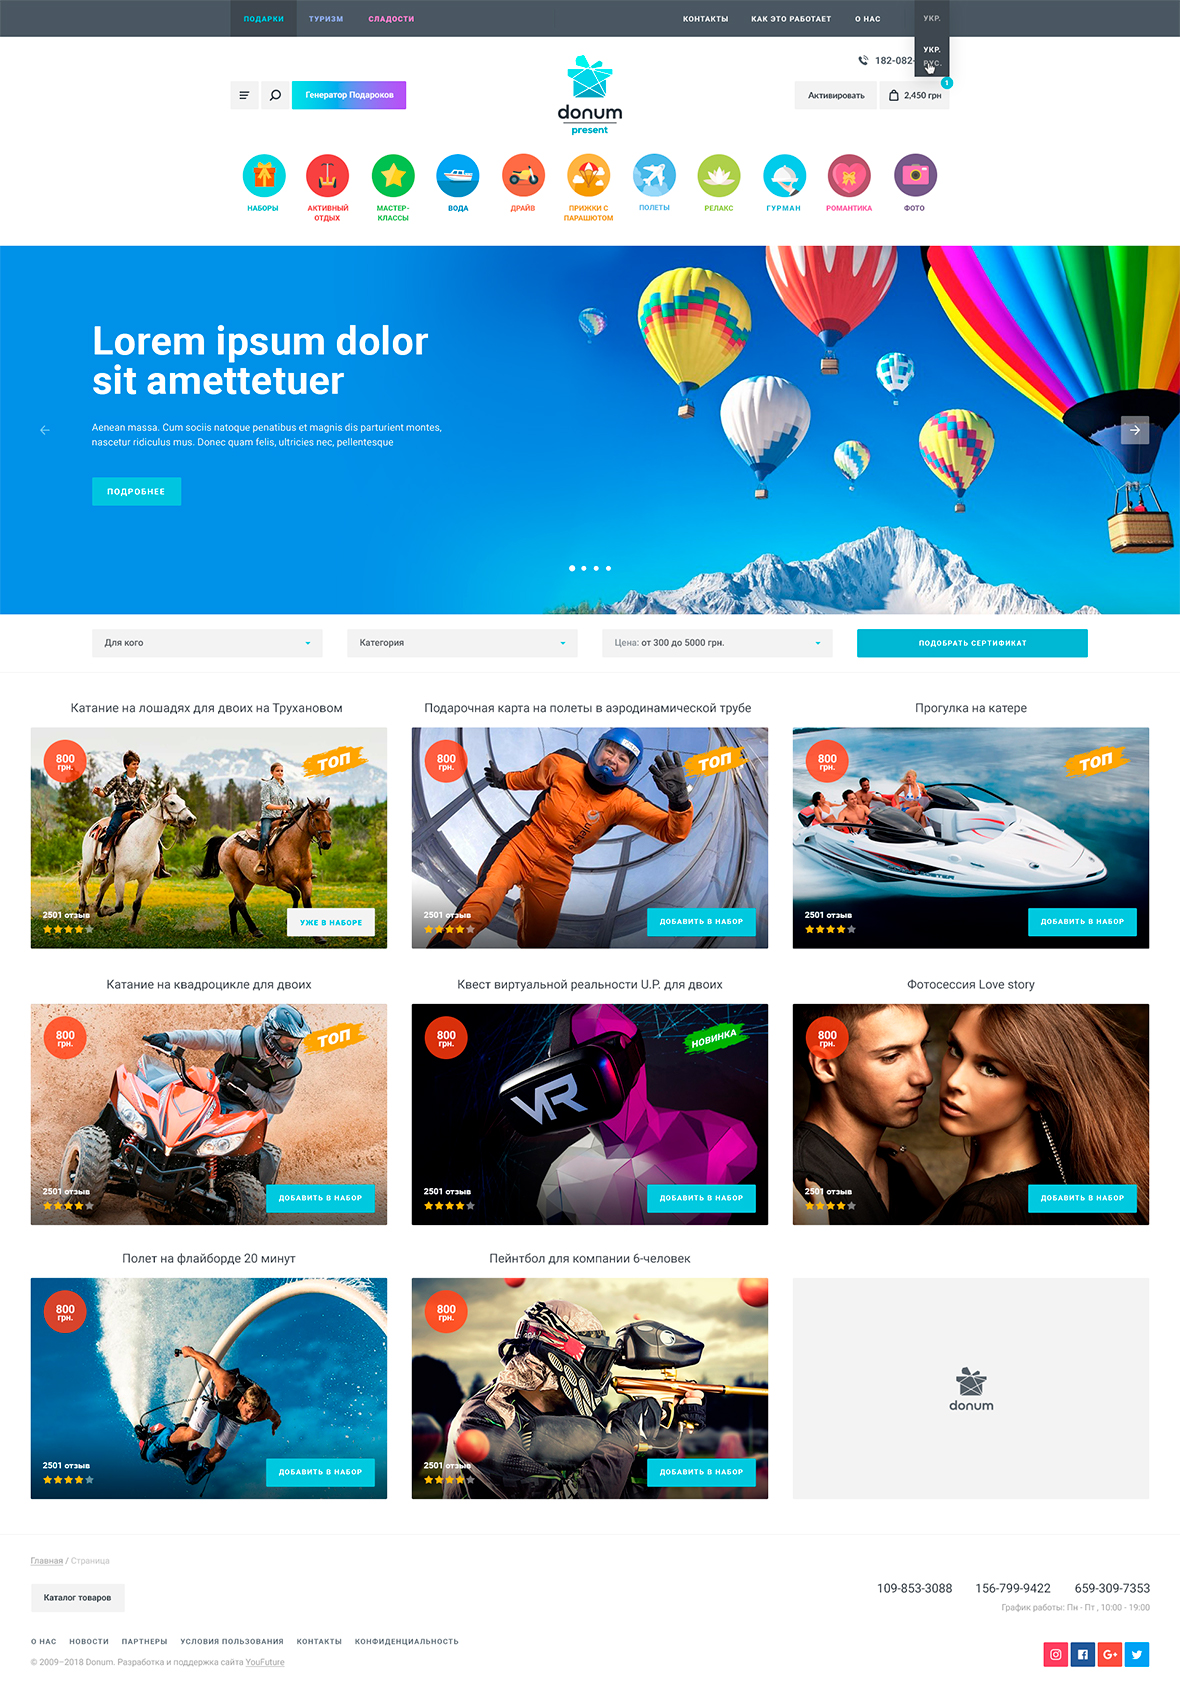 ПОДАРКИ ТУРИЗМ СЛАДОСТИ КОНТАКТЫ КАК ЭТО РАБОТАЕТ О НАС УКР.
УКР.
РУС.
182-082-
Генератор Подароков
Активировать
2,450 грн
1
donum
present
НАБОРЫ
АКТИВНЫЙ
ОТДЫХ
МАСТЕР-
КЛАССЫ
ВОДА
ДРАЙВ
ПРИЖКИ С
ПАРАШЮТОМ
ПОЛЕТЫ
РЕЛАКС
ГУРМАН
РОМАНТИКА
ФОТО
Lorem ipsum dolor
sit amettetuer
Aenean massa. Cum sociis natoque penatibus et magnis dis parturient montes,
nascetur ridiculus mus. Donec quam felis, ultricies nec, pellentesque
ПОДРОБНЕЕ
Для кого
Категория
Цена: от 300 до 5000 грн.
ПОДОБРАТЬ СЕРТИФИКАТ
Катание на лошадях для двоих на Трухановом
800
грн.
ТОП
2501 отзыв
УЖЕ В НАБОРЕ
Подарочная карта на полеты в аэродинамической трубе
800
грн.
ТОП
2501 отзыв
ДОБАВИТЬ В НАБОР
Прогулка на катере
800
грн.
ТОП
2501 отзыв
ДОБАВИТЬ В НАБОР
Катание на квадроцикле для двоих
800
грн.
ТОП
2501 отзыв
ДОБАВИТЬ В НАБОР
Квест виртуальной реальности U.P. для двоих
800
грн.
НОВИНКА
VR
2501 отзыв
ДОБАВИТЬ В НАБОР
Фотосессия Love story
800
грн.
2501 отзыв
ДОБАВИТЬ В НАБОР
Полет на флайборде 20 минут
800
грн.
2501 отзыв
ДОБАВИТЬ В НАБОР
Пейнтбол для компании 6-человек
800
грн.
2501 отзыв
ДОБАВИТЬ В НАБОР
donum
Главная / Страница
Каталог товаров
109-853-3088 156-799-9422 659-309-7353
График работы: Пн - Пт , 10:00 - 19:00
О НАС НОВОСТИ ПАРТНЕРЫ УСЛОВИЯ ПОЛЬЗОВАНИЯ КОНТАКТЫ КОНФИДЕНЦИАЛЬНОСТЬ
© 2009–2018 Donum. Разработка и поддержка сайта YouFuture